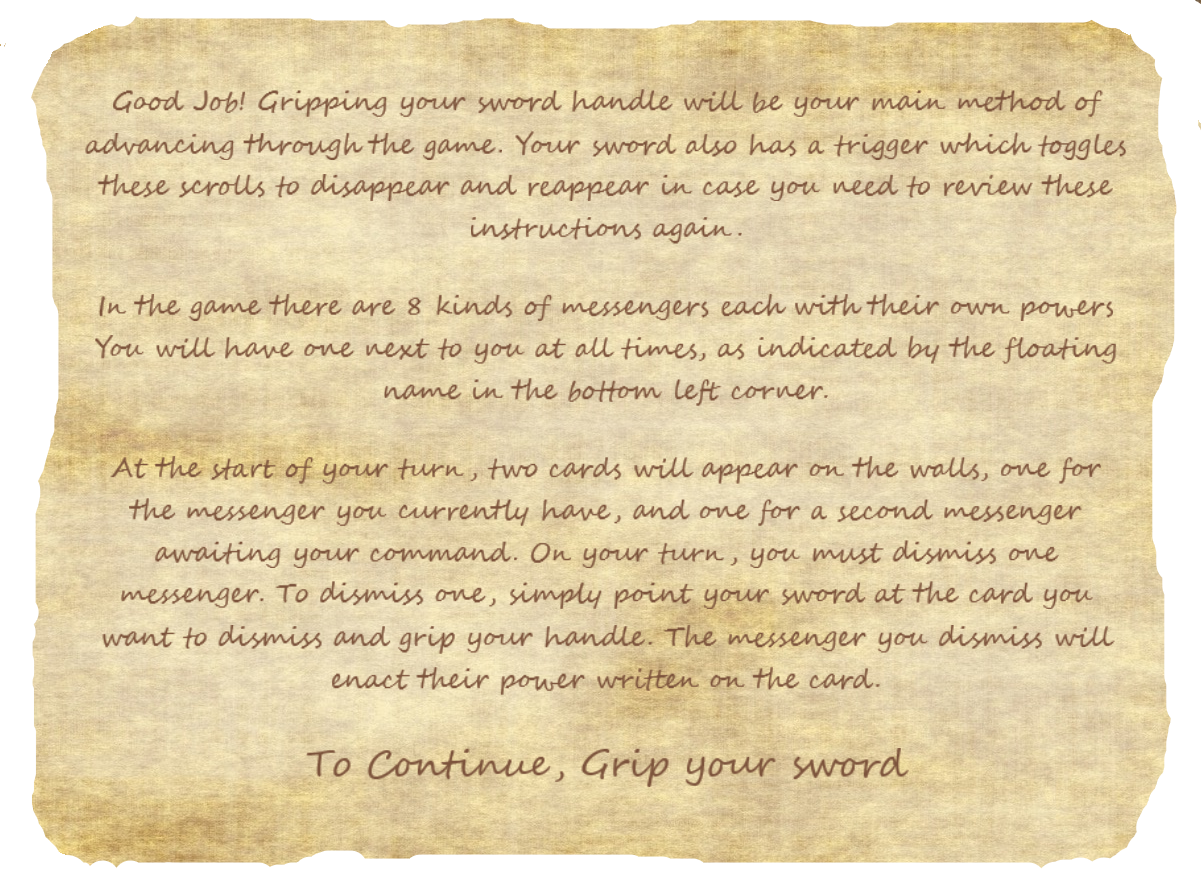 Good Job! Gripping your sword handle will be your main method of
advancing through the game. Your sword also has a trigger which toggles
these scrolls to disappear and reappear in case you need to review these
instructions again.
In the game there are 8 kinds of messengers each with their own powers
You will have one next to you at all times, as indicated by the floating
name in the bottom left corner.
At the start of your turn, two cards will appear on the walls, one for
the messenger you currently have, and one for a second messenger
awaiting your command. On your turn, you must dismiss one
messenger. To dismiss one, simply point your sword at the card you
want to dismiss and grip your handle. The messenger you dismiss will
enact their power written on the card.
To Continue, Grip your sword